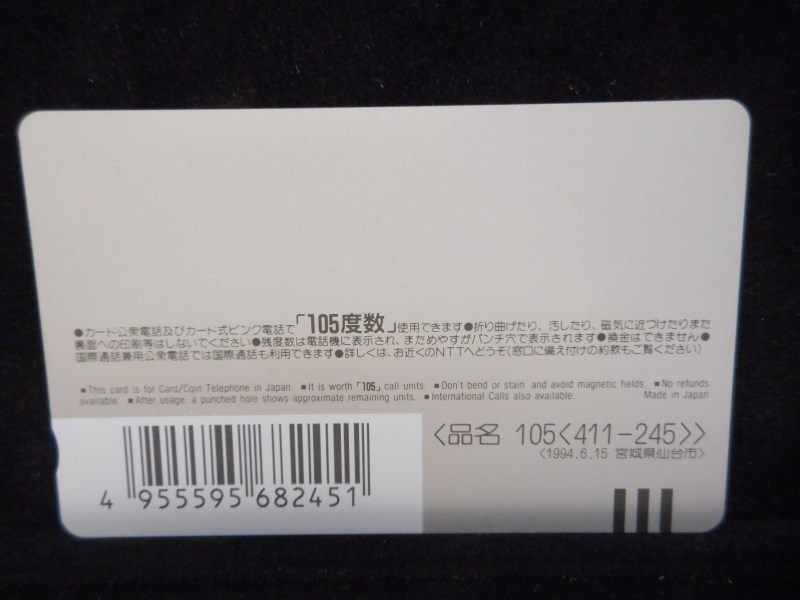 ●カード公衆電話及びカード式ピンク電話で「105度数」使用できます●折り曲げたり、汚したり、磁気に近づけたりまた
裏面への印刷等はしないでください●残度数は電話機に表示され、まためやすがパンチ穴で表示されます●換金はできません●
国際通話兼用公衆電話では国際通話も利用できます●詳しくは、お近くのNTTへどうぞ(窓口に備え付けの約款もご覧ください)
■This card is for Card/Coin Telephone in Japan. ■It is worth「105」call units. ■Don't bend or stain and avoid magnetic fields. ■No refunds
available. ■After usage, a punched hole shows approximate remaining units. ■International Calls also available. Made in Japan
〈品名 105〈411-245〉〉
〈1994.6.15 宮城県仙台市〉
4 955595 682451